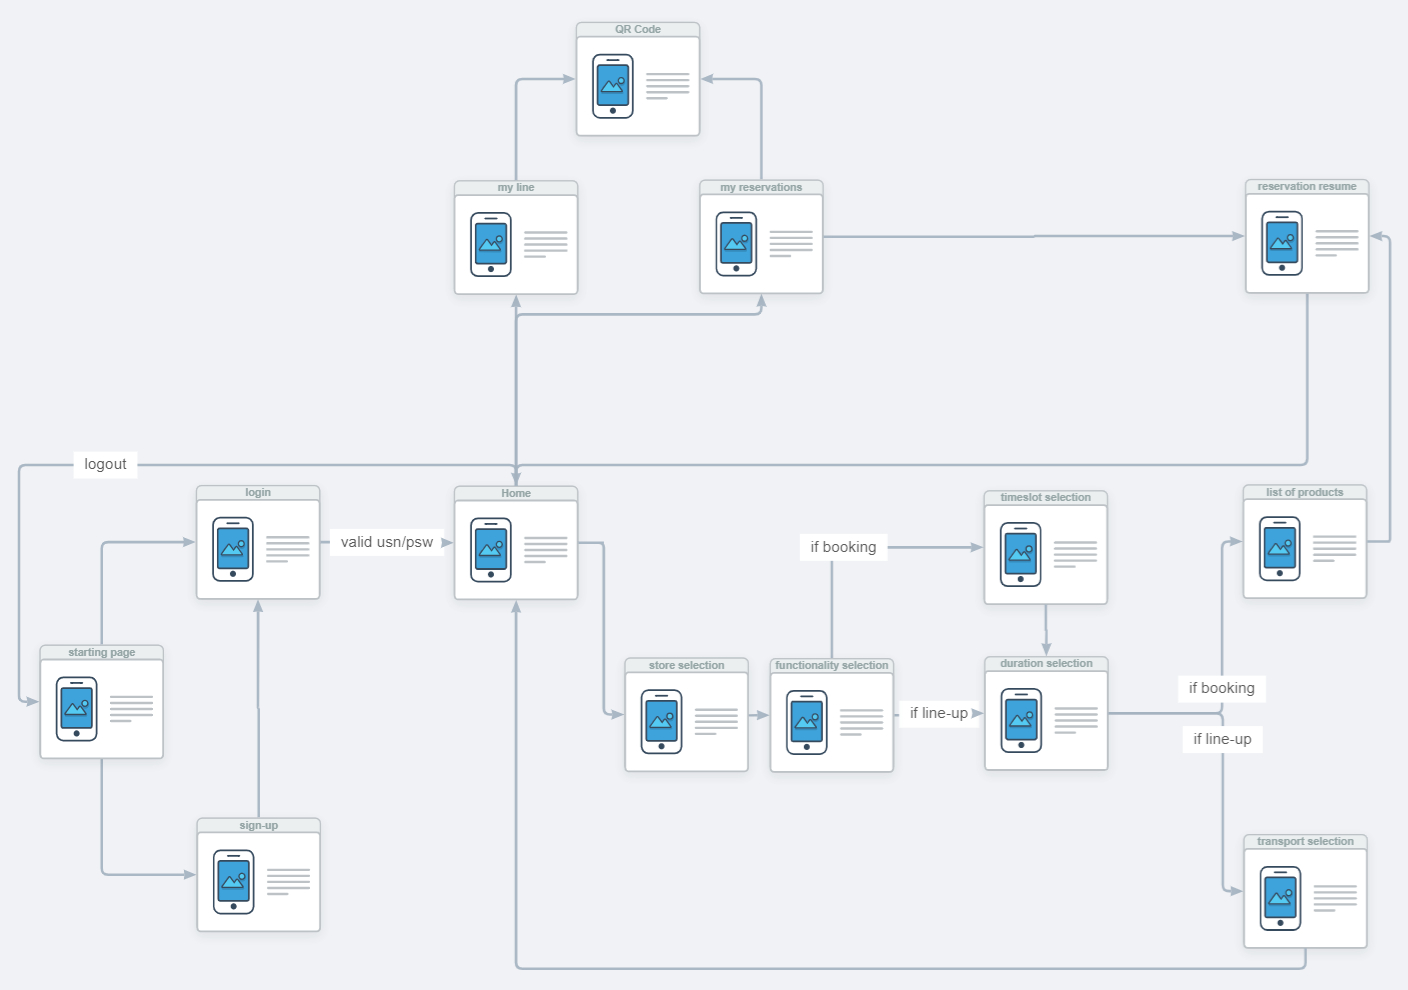 QR Code
my line
my reservations
reservation resume
logout
login
Home
timeslot selection
list of products
valid usn/psw
if booking
starting page
store selection
functionality selection
duration selection
if booking
if line-up
if line-up
sign-up
transport selection